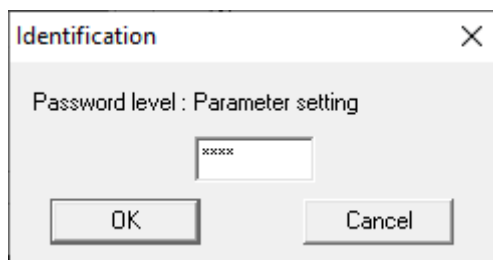 Identification
Password level : Parameter setting
****
OK
Cancel